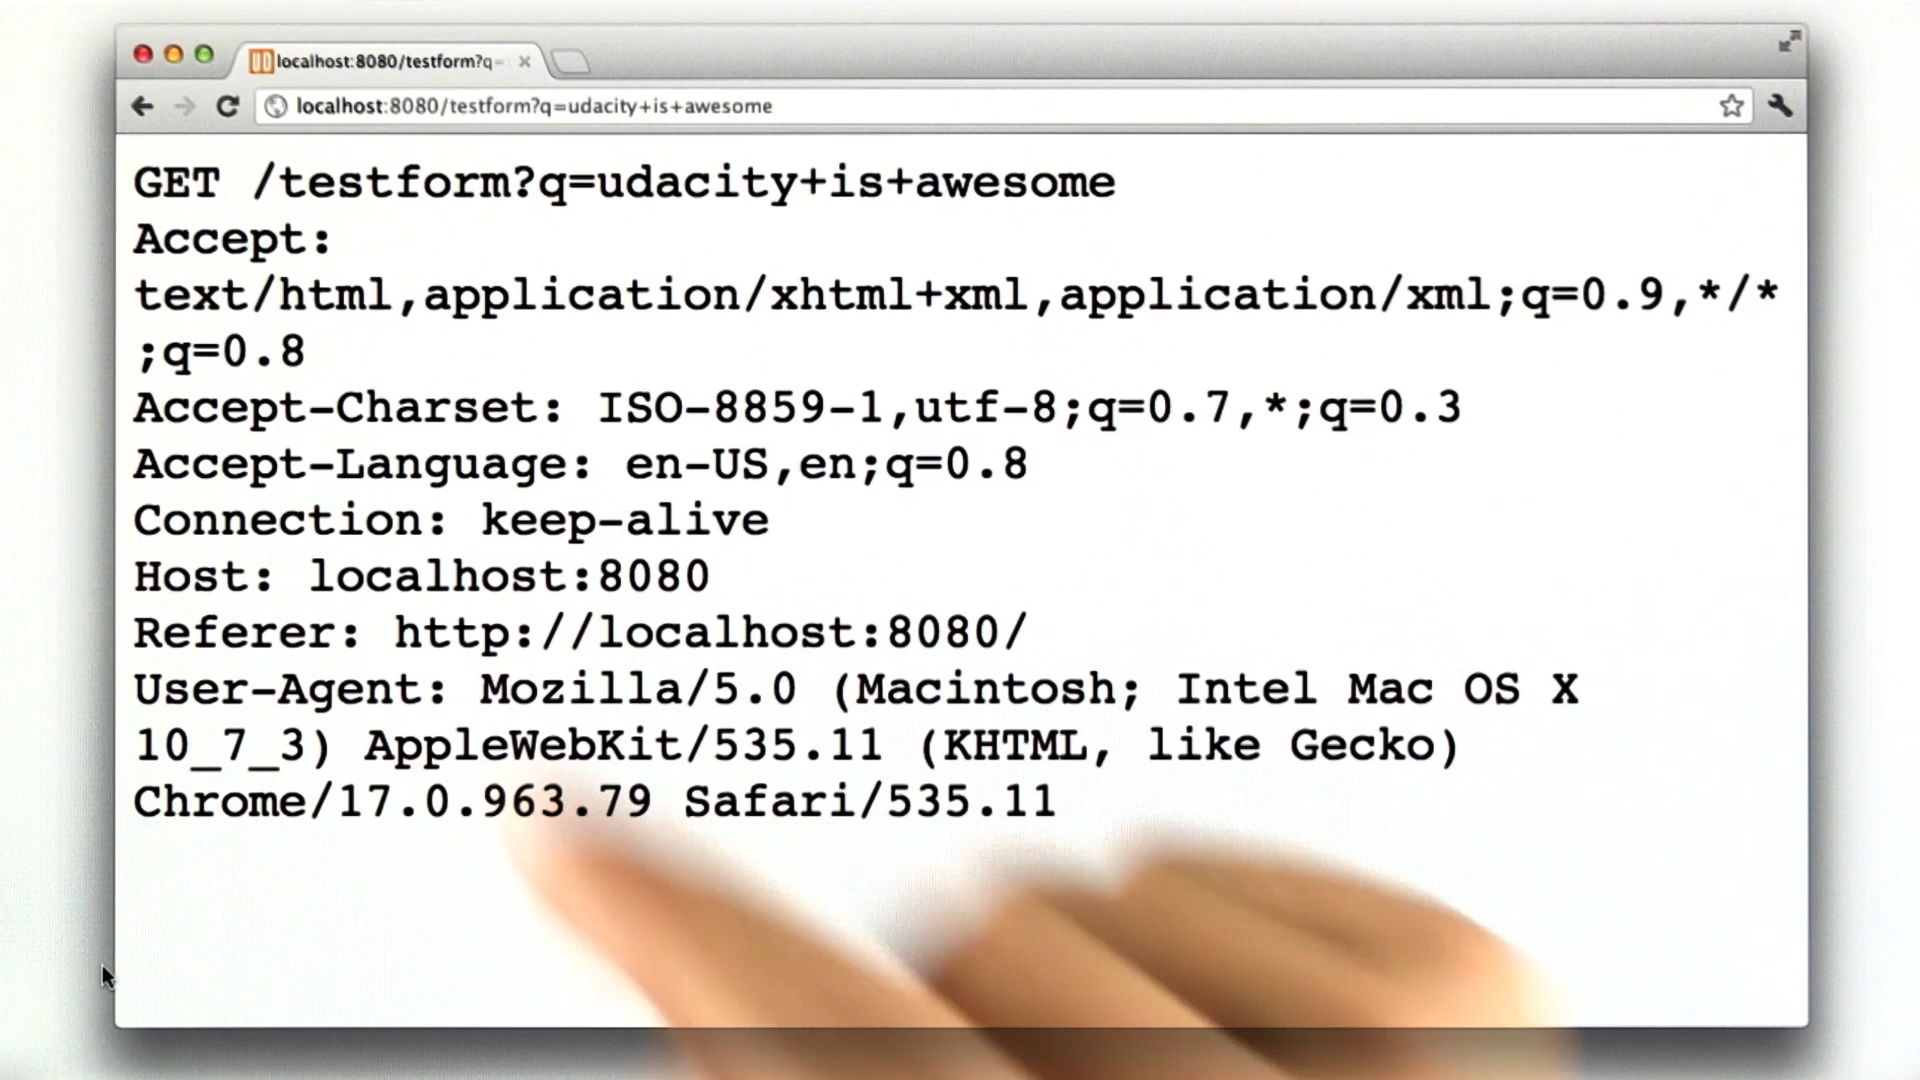 UD localhost:8080/testform?q=
localhost:8080/testform?q=udacity+is+awesome
GET /testform?q=udacity+is+awesome
Accept:
text/html,application/xhtml+xml,application/xml;q=0.9,*/*
;q=0.8
Accept-Charset: ISO-8859-1,utf-8;q=0.7,*;q=0.3
Accept-Language: en-US,en;q=0.8
Connection: keep-alive
Host: localhost:8080
Referer: http://localhost:8080/
User-Agent: Mozilla/5.0 (Macintosh; Intel Mac OS X
10_7_3) AppleWebKit/535.11 (KHTML, like Gecko)
Chrome/17.0.963.79 Safari/535.11